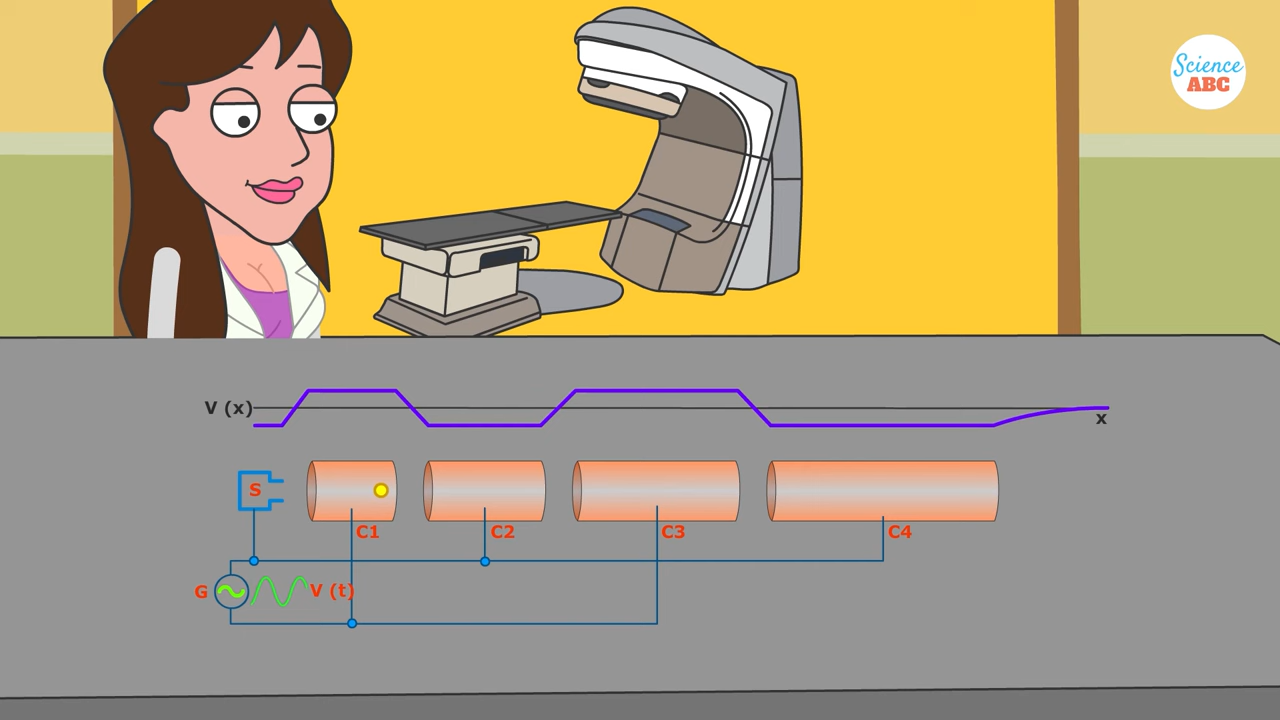 Science
ABC
V (x)
x
S
C1
C2
C3
C4
G
V (t)